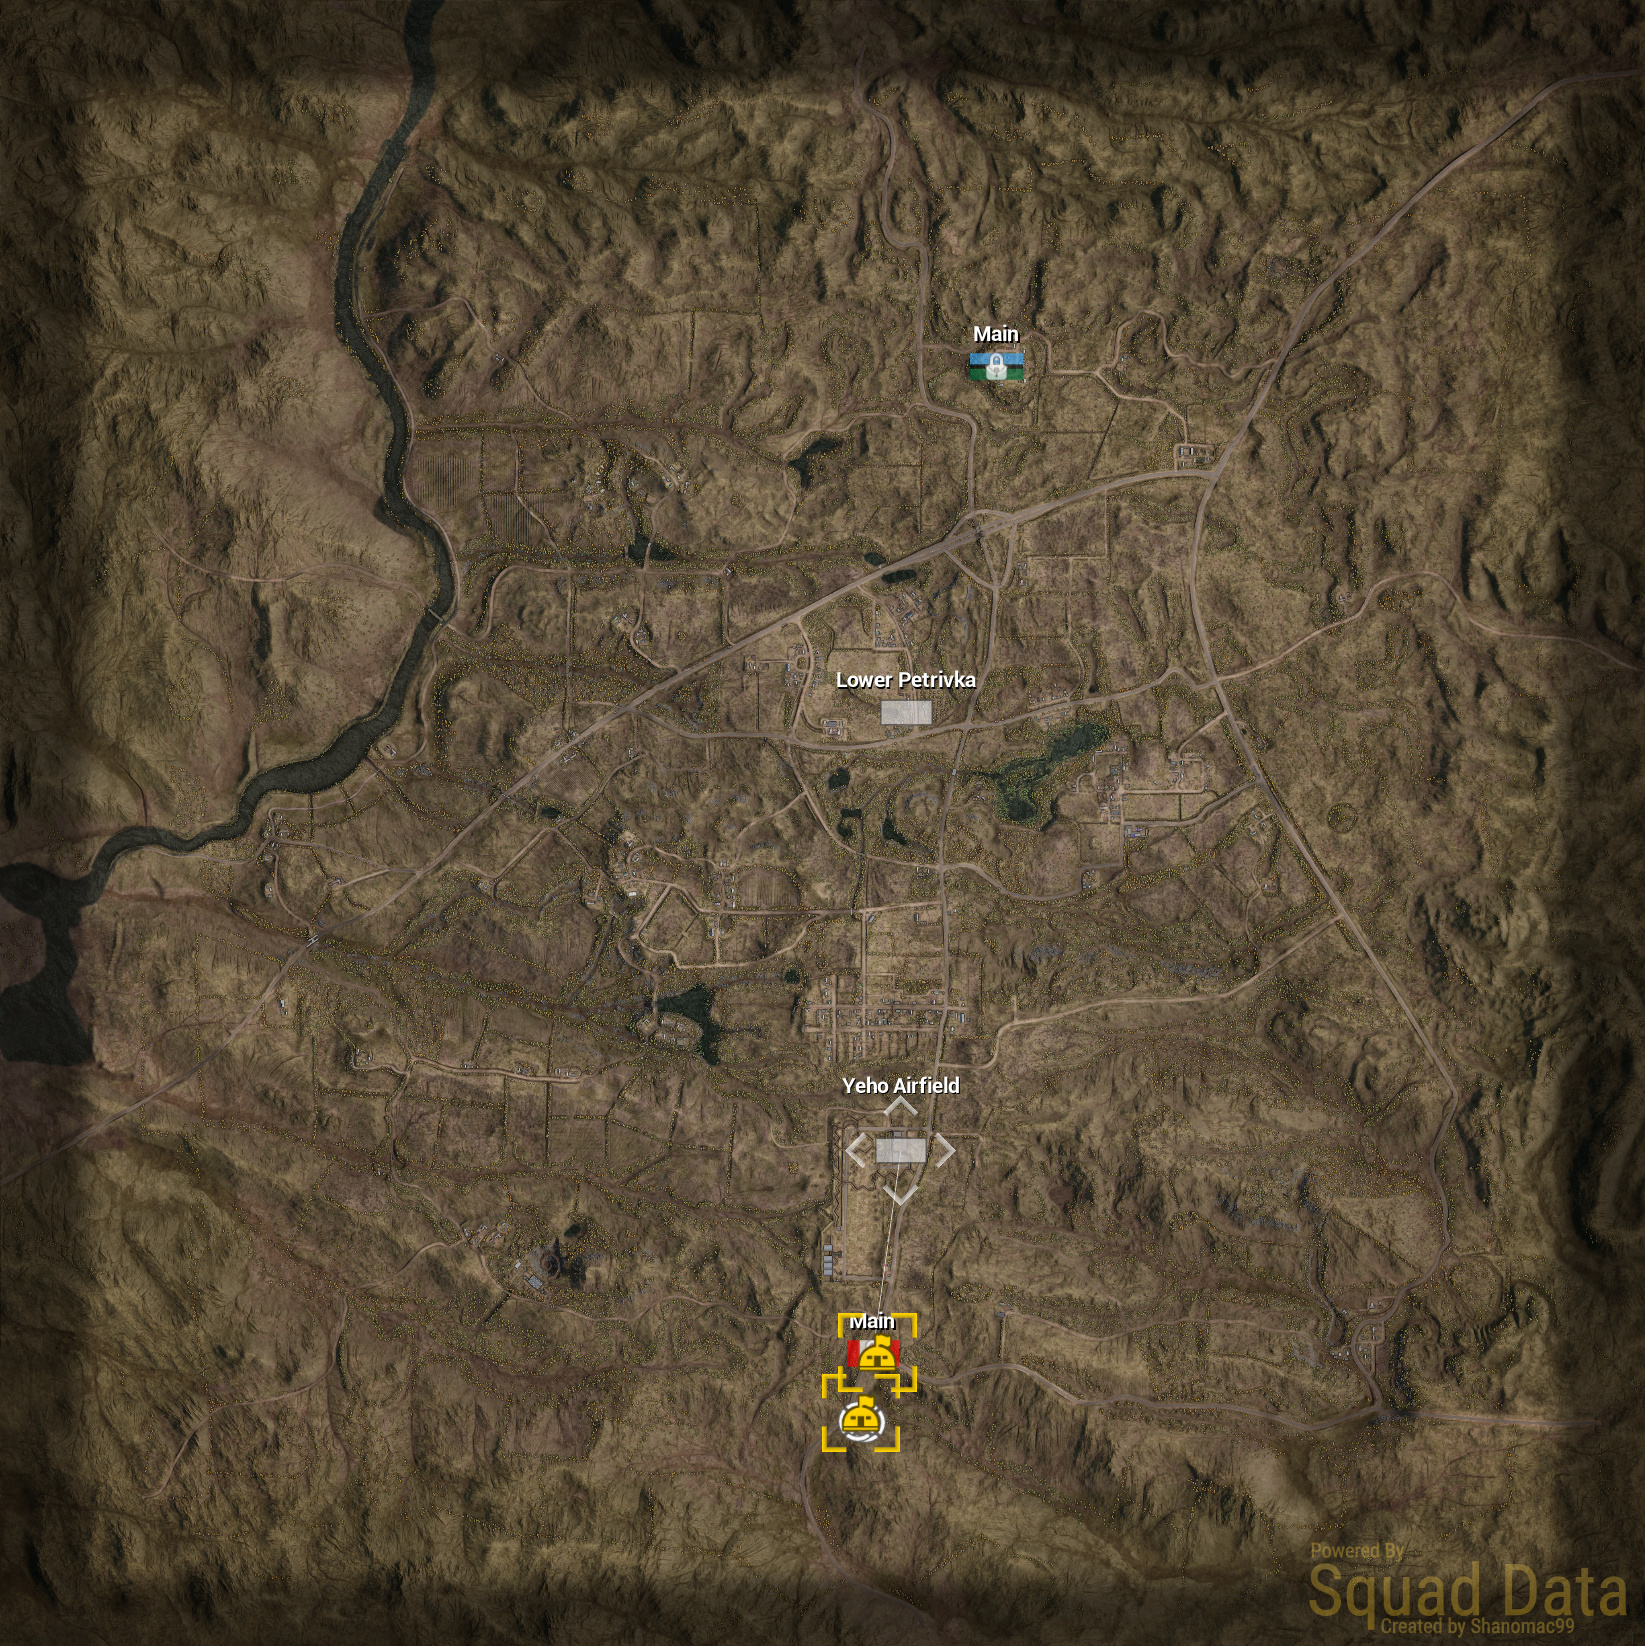 Main
Lower Petrivka
Yeho Airfield
Main
Powered By
Squad Data
Created by Shanomac99